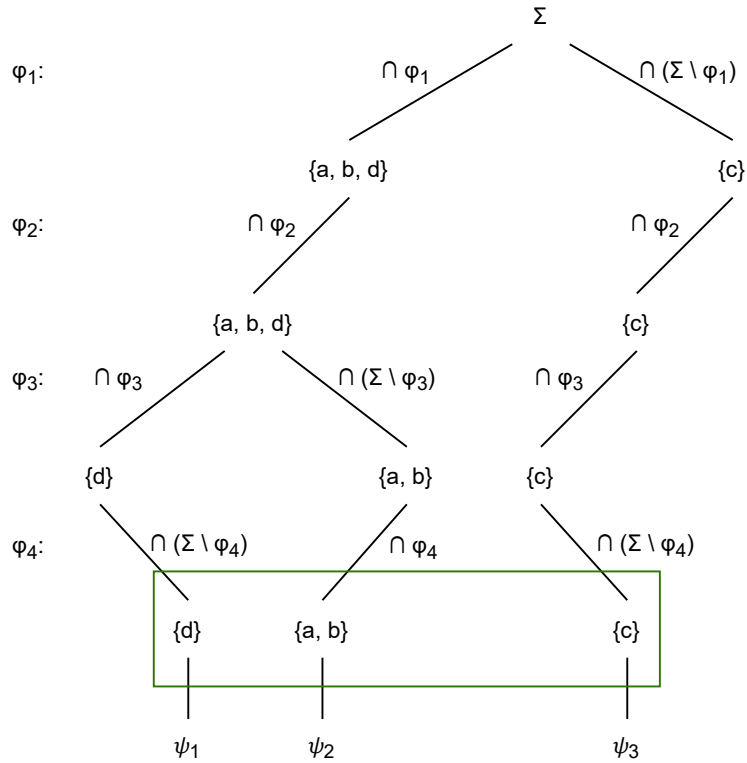 Σ
φ₁: ∩ φ₁ ∩ (Σ \ φ₁)
{a, b, d} {c}
φ₂: ∩ φ₂ ∩ φ₂
{a, b, d} {c}
φ₃: ∩ φ₃ ∩ (Σ \ φ₃) ∩ φ₃
{d} {a, b} {c}
φ₄: ∩ (Σ \ φ₄) ∩ φ₄ ∩ (Σ \ φ₄)
{d} {a, b} {c}
ψ₁ ψ₂ ψ₃